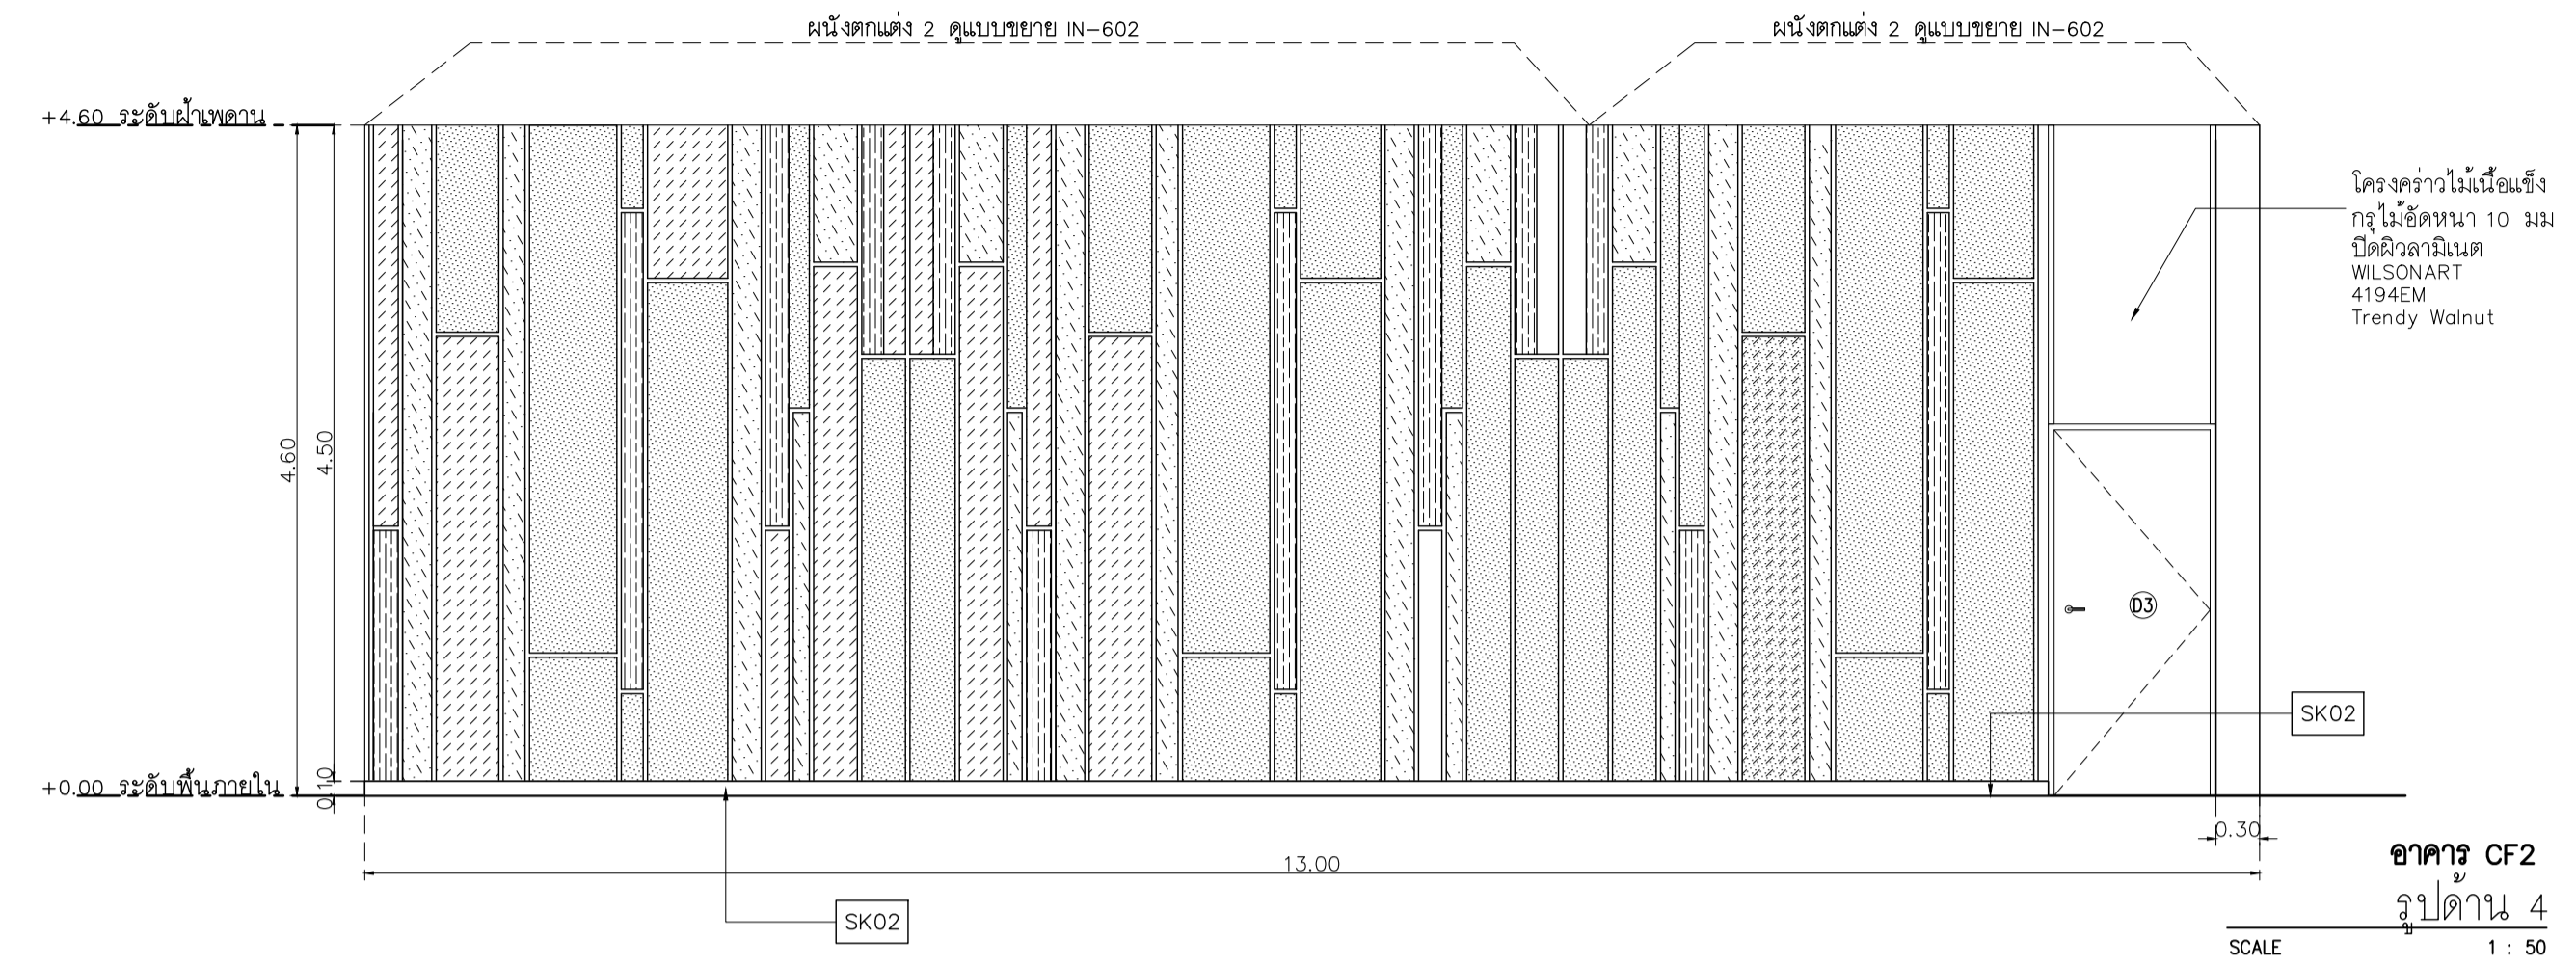 ผนังตกแต่ง 2 ดูแบบขยาย IN-602
ผนังตกแต่ง 2 ดูแบบขยาย IN-602
+4.60 ระดับฝ้าเพดาน
โครงคร่าวไม้เนื้อแข็ง
กรุไม้อัดหนา 10 มม
ปิดผิวลามิเนต
WILSONART
4194EM
Trendy Walnut
4.60
4.50
D3
SK02
+0.00 ระดับพื้นภายใน
0.10
0.30
13.00
SK02
อาคาร CF2
รูปด้าน 4
SCALE 1 : 50